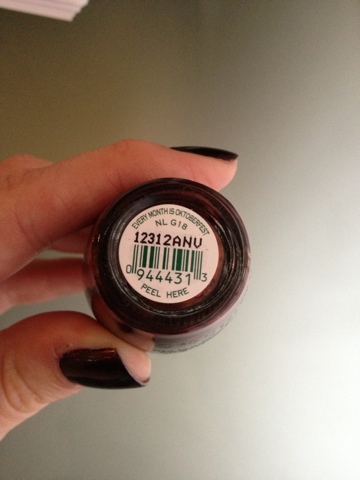 EVERY MONTH IS OKTOBERFEST
NL G18
12312ANV
0 944431 3
PEEL HERE